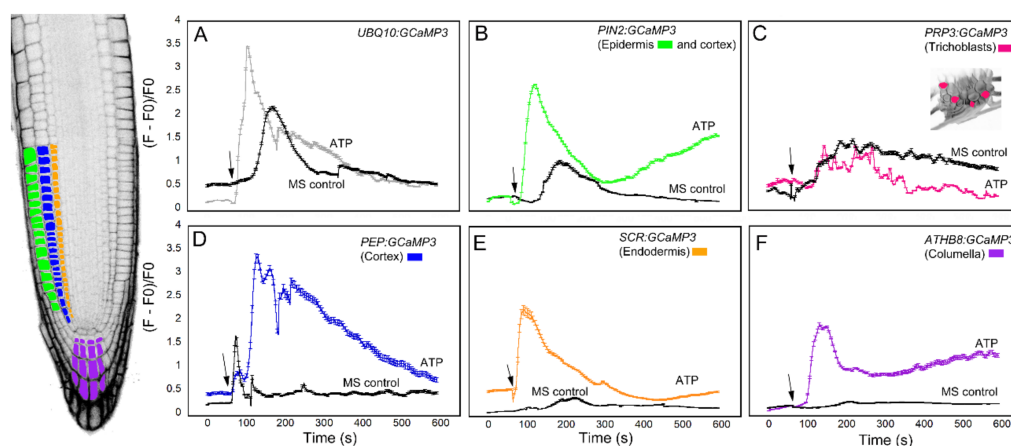 A
UBQ10:GCaMP3
ATP
MS control
(F - F0)/F0
4
3.5
3
2.5
2
1.5
1
0.5
0
B
PIN2:GCaMP3
(Epidermis and cortex)
ATP
MS control
C
PRP3:GCaMP3
(Trichoblasts)
MS control
ATP
D
PEP:GCaMP3
(Cortex)
ATP
MS control
(F - F0)/F0
4
3.5
3
2.5
2
1.5
1
0.5
0
0 100 200 300 400 500 600
Time (s)
E
SCR:GCaMP3
(Endodermis)
MS control
ATP
0 100 200 300 400 500 600
Time (s)
F
ATHB8:GCaMP3
(Columella)
ATP
MS control
0 100 200 300 400 500 600
Time (s)